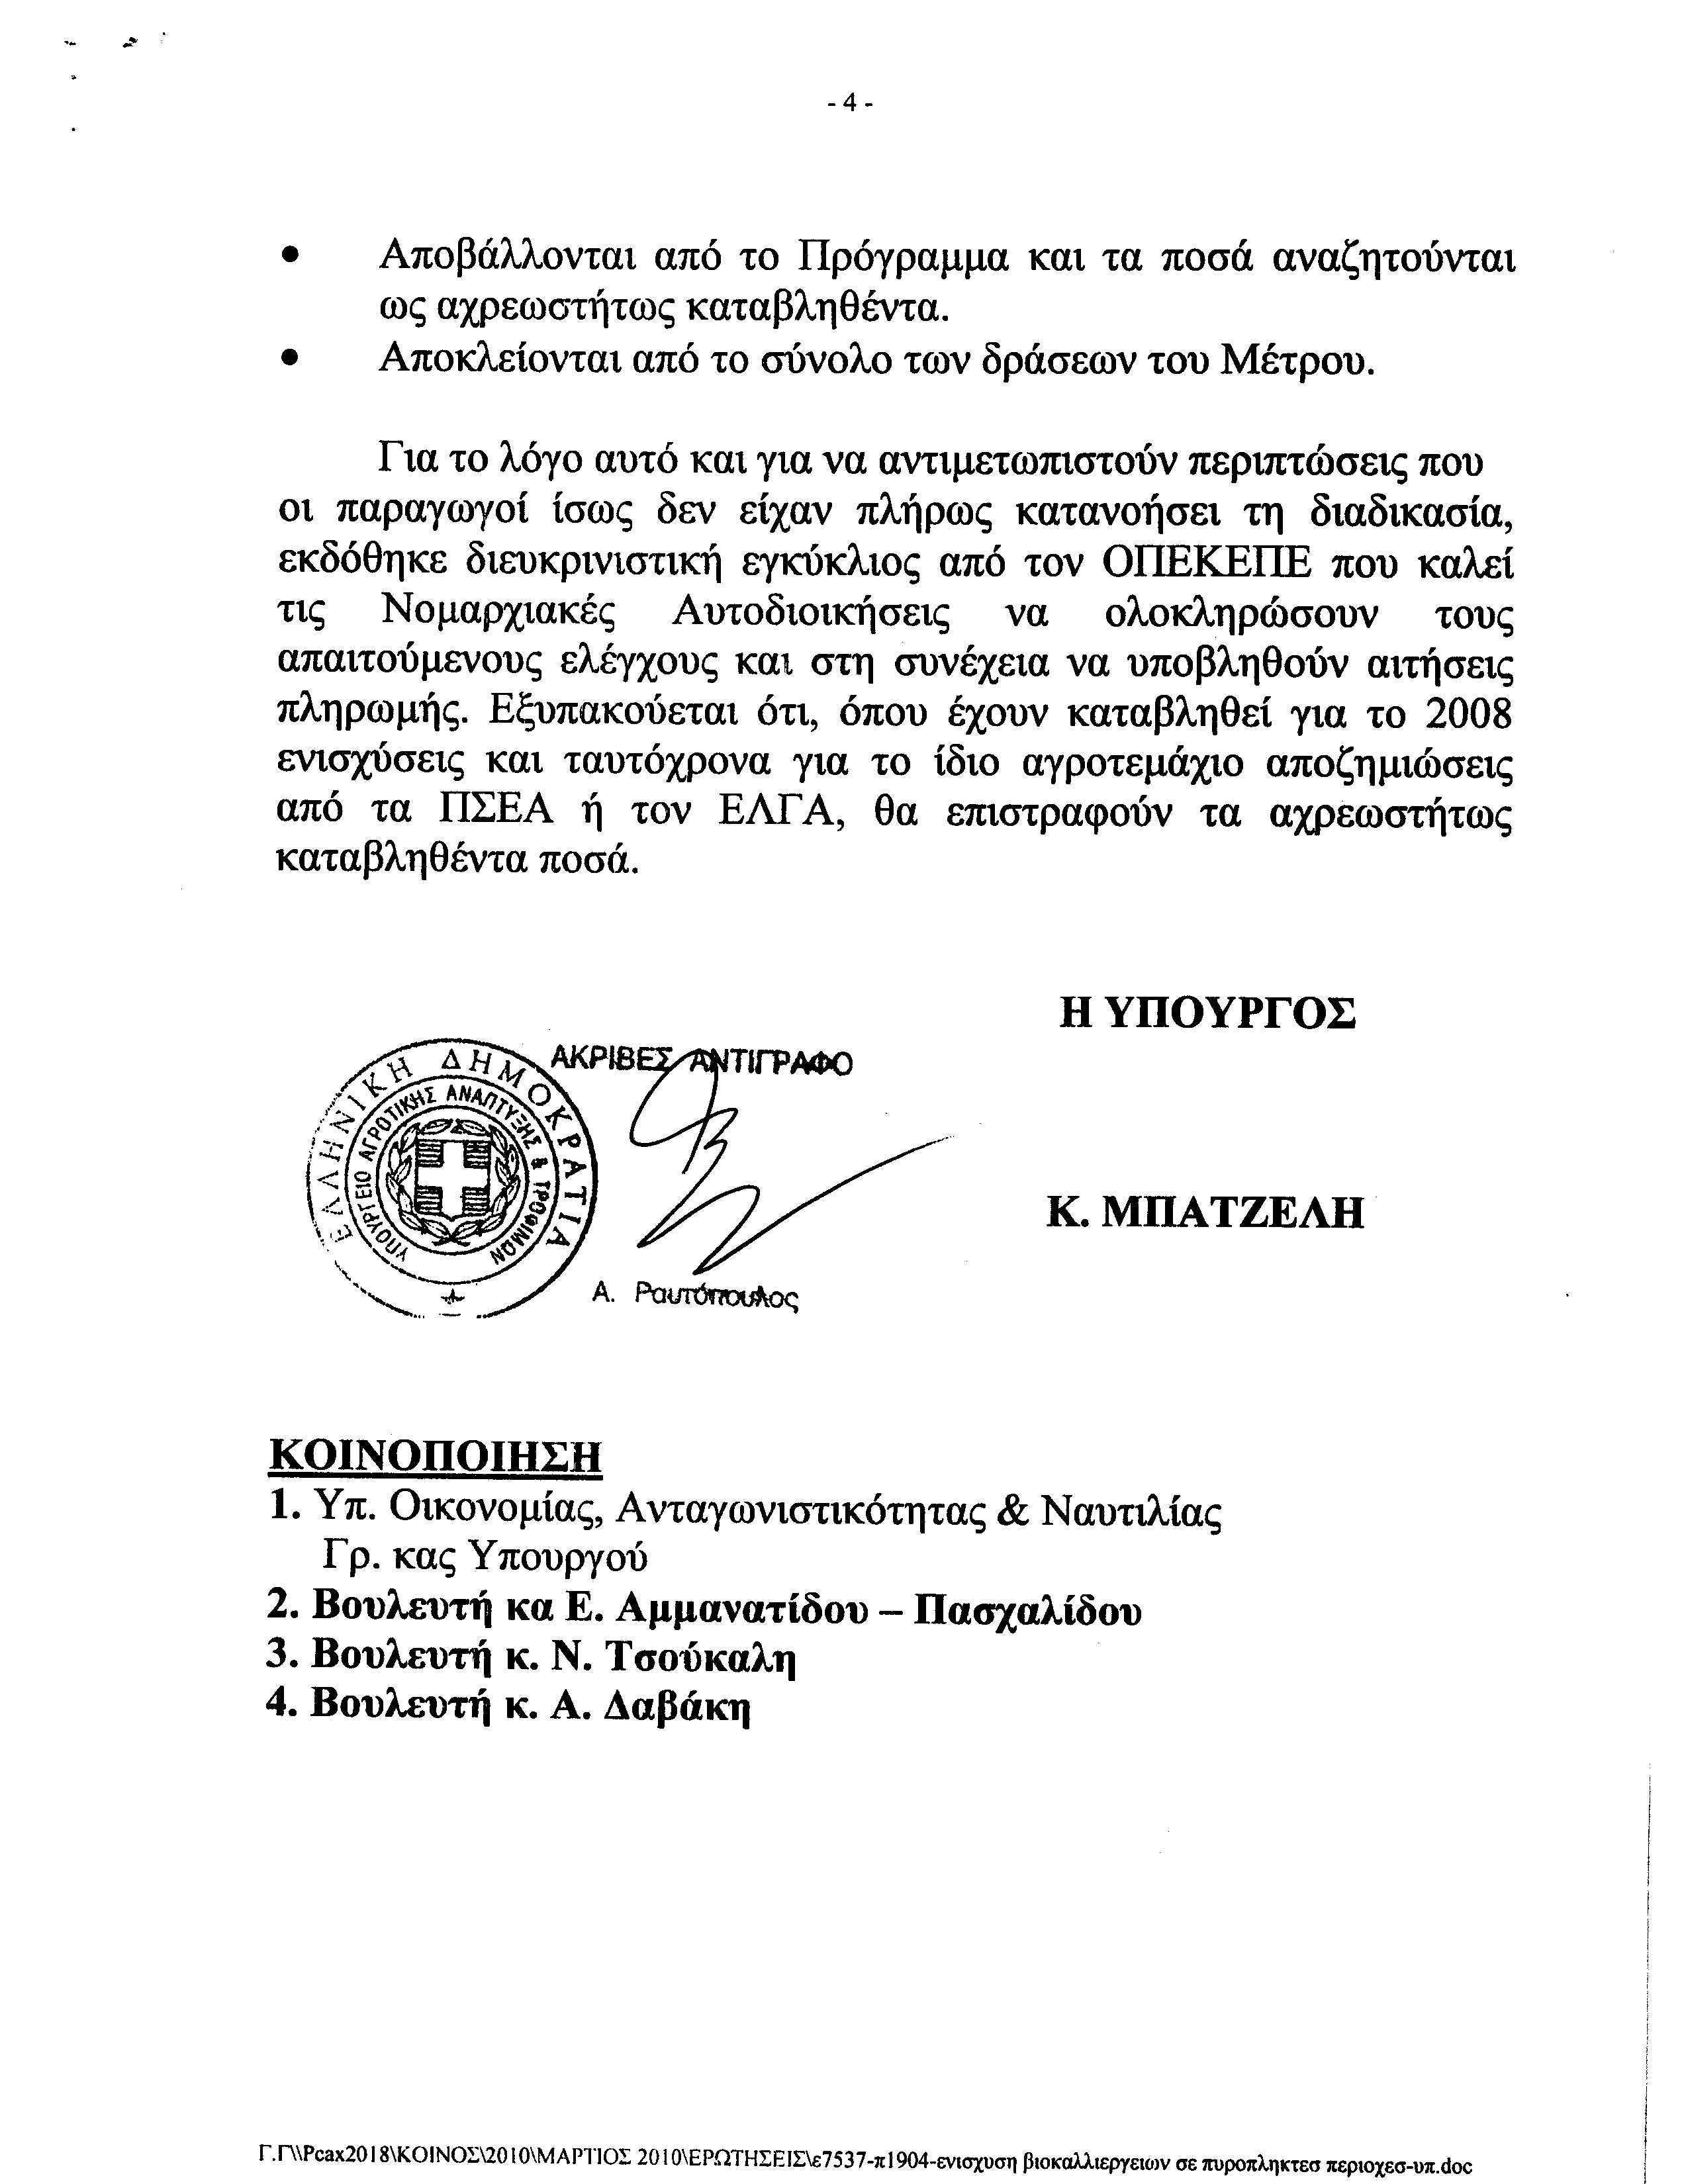 - 4 -
• Αποβάλλονται από το Πρόγραμμα και τα ποσά αναζητούνται
ως αχρεωστήτως καταβληθέντα.
• Αποκλείονται από το σύνολο των δράσεων του Μέτρου.
Για το λόγο αυτό και για να αντιμετωπιστούν περιπτώσεις που
οι παραγωγοί ίσως δεν είχαν πλήρως κατανοήσει τη διαδικασία,
εκδόθηκε διευκρινιστική εγκύκλιος από τον ΟΠΕΚΕΠΕ που καλεί
τις Νομαρχιακές Αυτοδιοικήσεις να ολοκληρώσουν τους
απαιτούμενους ελέγχους και στη συνέχεια να υποβληθούν αιτήσεις
πληρωμής. Εξυπακούεται ότι, όπου έχουν καταβληθεί για το 2008
ενισχύσεις και ταυτόχρονα για το ίδιο αγροτεμάχιο αποζημιώσεις
από τα ΠΣΕΑ ή τον ΕΛΓΑ, θα επιστραφούν τα αχρεωστήτως
καταβληθέντα ποσά.
Η ΥΠΟΥΡΓΟΣ
ΑΚΡΙΒΕΣ ΑΝΤΙΓΡΑΦΟ
ΕΛΛΗΝΙΚΗ ΔΗΜΟΚΡΑΤΙΑ
ΥΠΟΥΡΓΕΙΟ ΑΓΡΟΤΙΚΗΣ ΑΝΑΠΤΥΞΗΣ & ΤΡΟΦΙΜΩΝ
Κ. ΜΠΑΤΖΕΛΗ
Α. Ραυτόπουλος
ΚΟΙΝΟΠΟΙΗΣΗ
1. Υπ. Οικονομίας, Ανταγωνιστικότητας & Ναυτιλίας
Γρ. κας Υπουργού
2. Βουλευτή κα Ε. Αμμανατίδου – Πασχαλίδου
3. Βουλευτή κ. Ν. Τσούκαλη
4. Βουλευτή κ. Α. Δαβάκη
Γ.Γ\\Pcax2018\ΚΟΙΝΟΣ\2010\ΜΑΡΤΙΟΣ 2010\ΕΡΩΤΗΣΕΙΣ\ε7537-π1904-ενισχυση βιοκαλλιεργειων σε πυροπληκτεσ περιοχεσ-υπ.doc